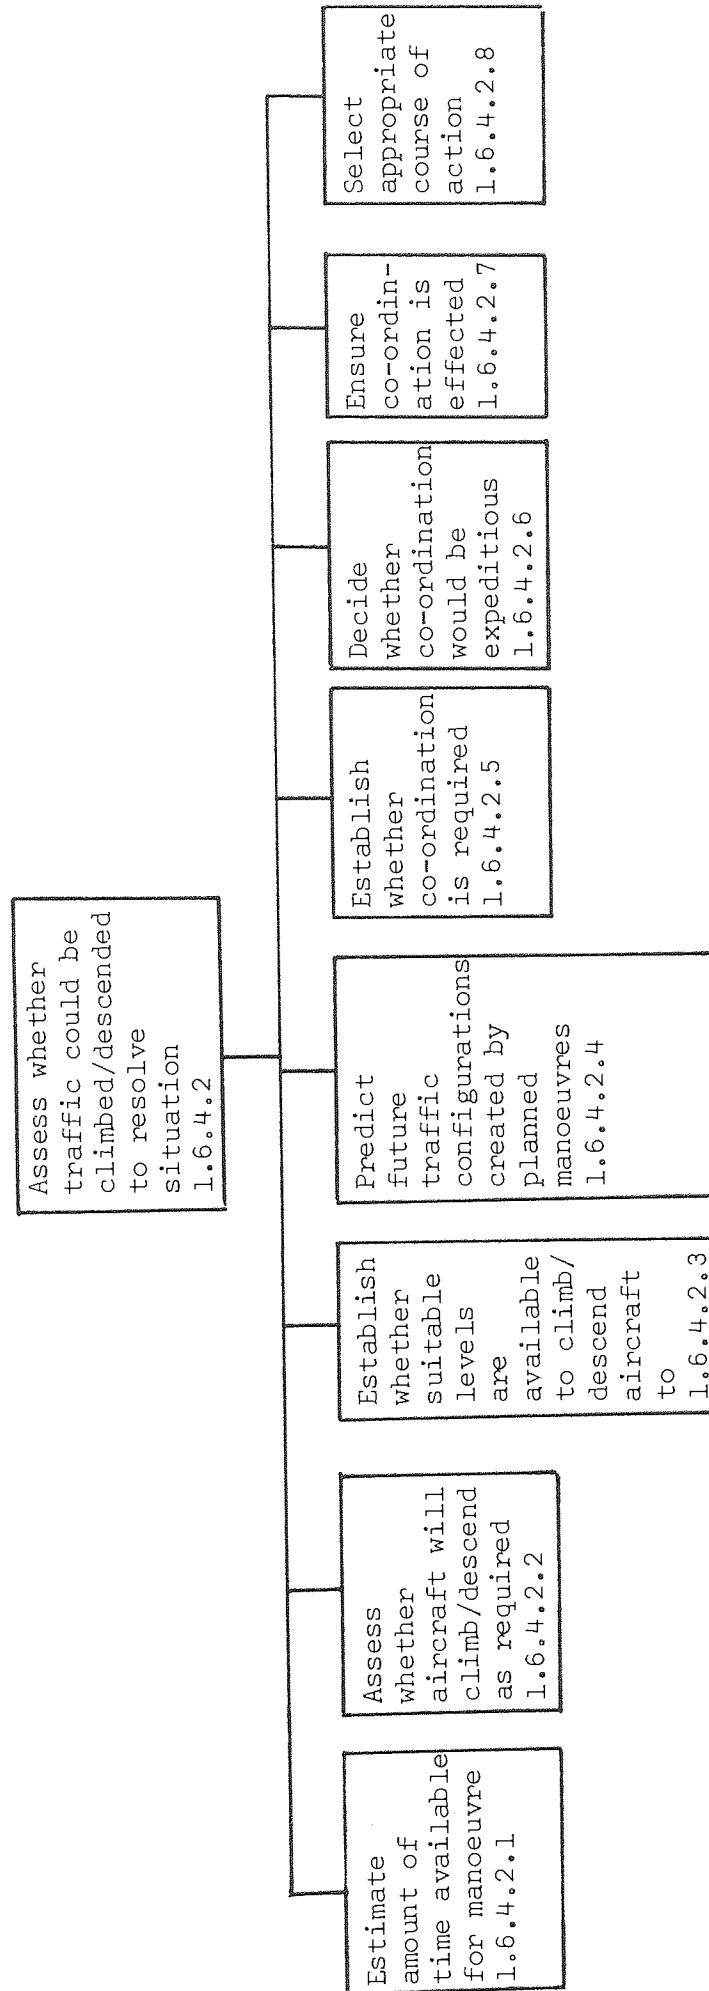 Assess whether
traffic could be
climbed/descended
to resolve
situation
1.6.4.2
Estimate
amount of
time available
for manoeuvre
1.6.4.2.1
Assess
whether
aircraft will
climb/descend
as required
1.6.4.2.2
Establish
whether
suitable
levels
are
available
to climb/
descend
aircraft
to
1.6.4.2.3
Predict
future
traffic
configurations
created by
planned
manoeuvres
1.6.4.2.4
Establish
whether
co-ordination
is required
1.6.4.2.5
Decide
whether
co-ordination
would be
expeditious
1.6.4.2.6
Ensure
co-ordin-
ation is
effected
1.6.4.2.7
Select
appropriate
course of
action
1.6.4.2.8